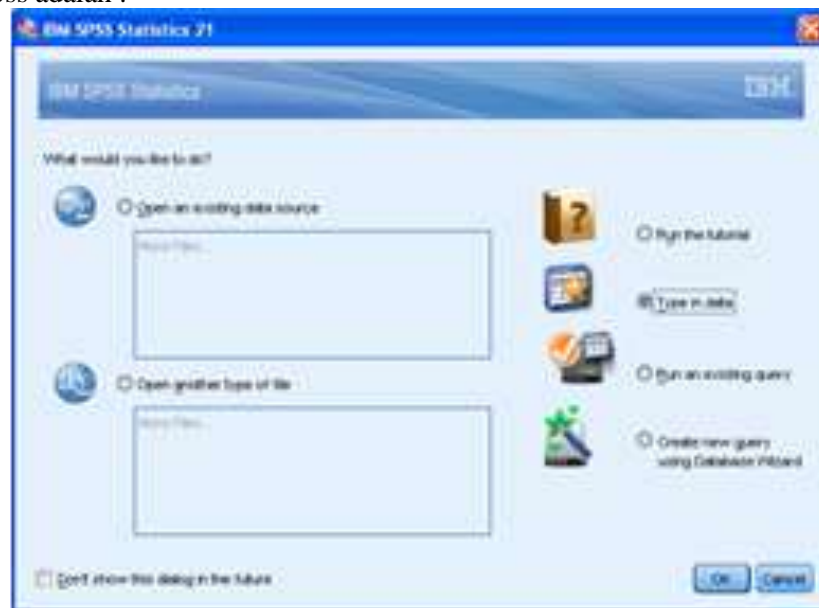 adalah :
IBM SPSS Statistics 21
IBM SPSS Statistics
IBM
What would you like to do?
Open an existing data source
More Files...
Open another type of file
More Files...
Run the tutorial
Type in data
Run an existing query
Create new query
using Database Wizard
Don't show this dialog in the future
OK
Cancel